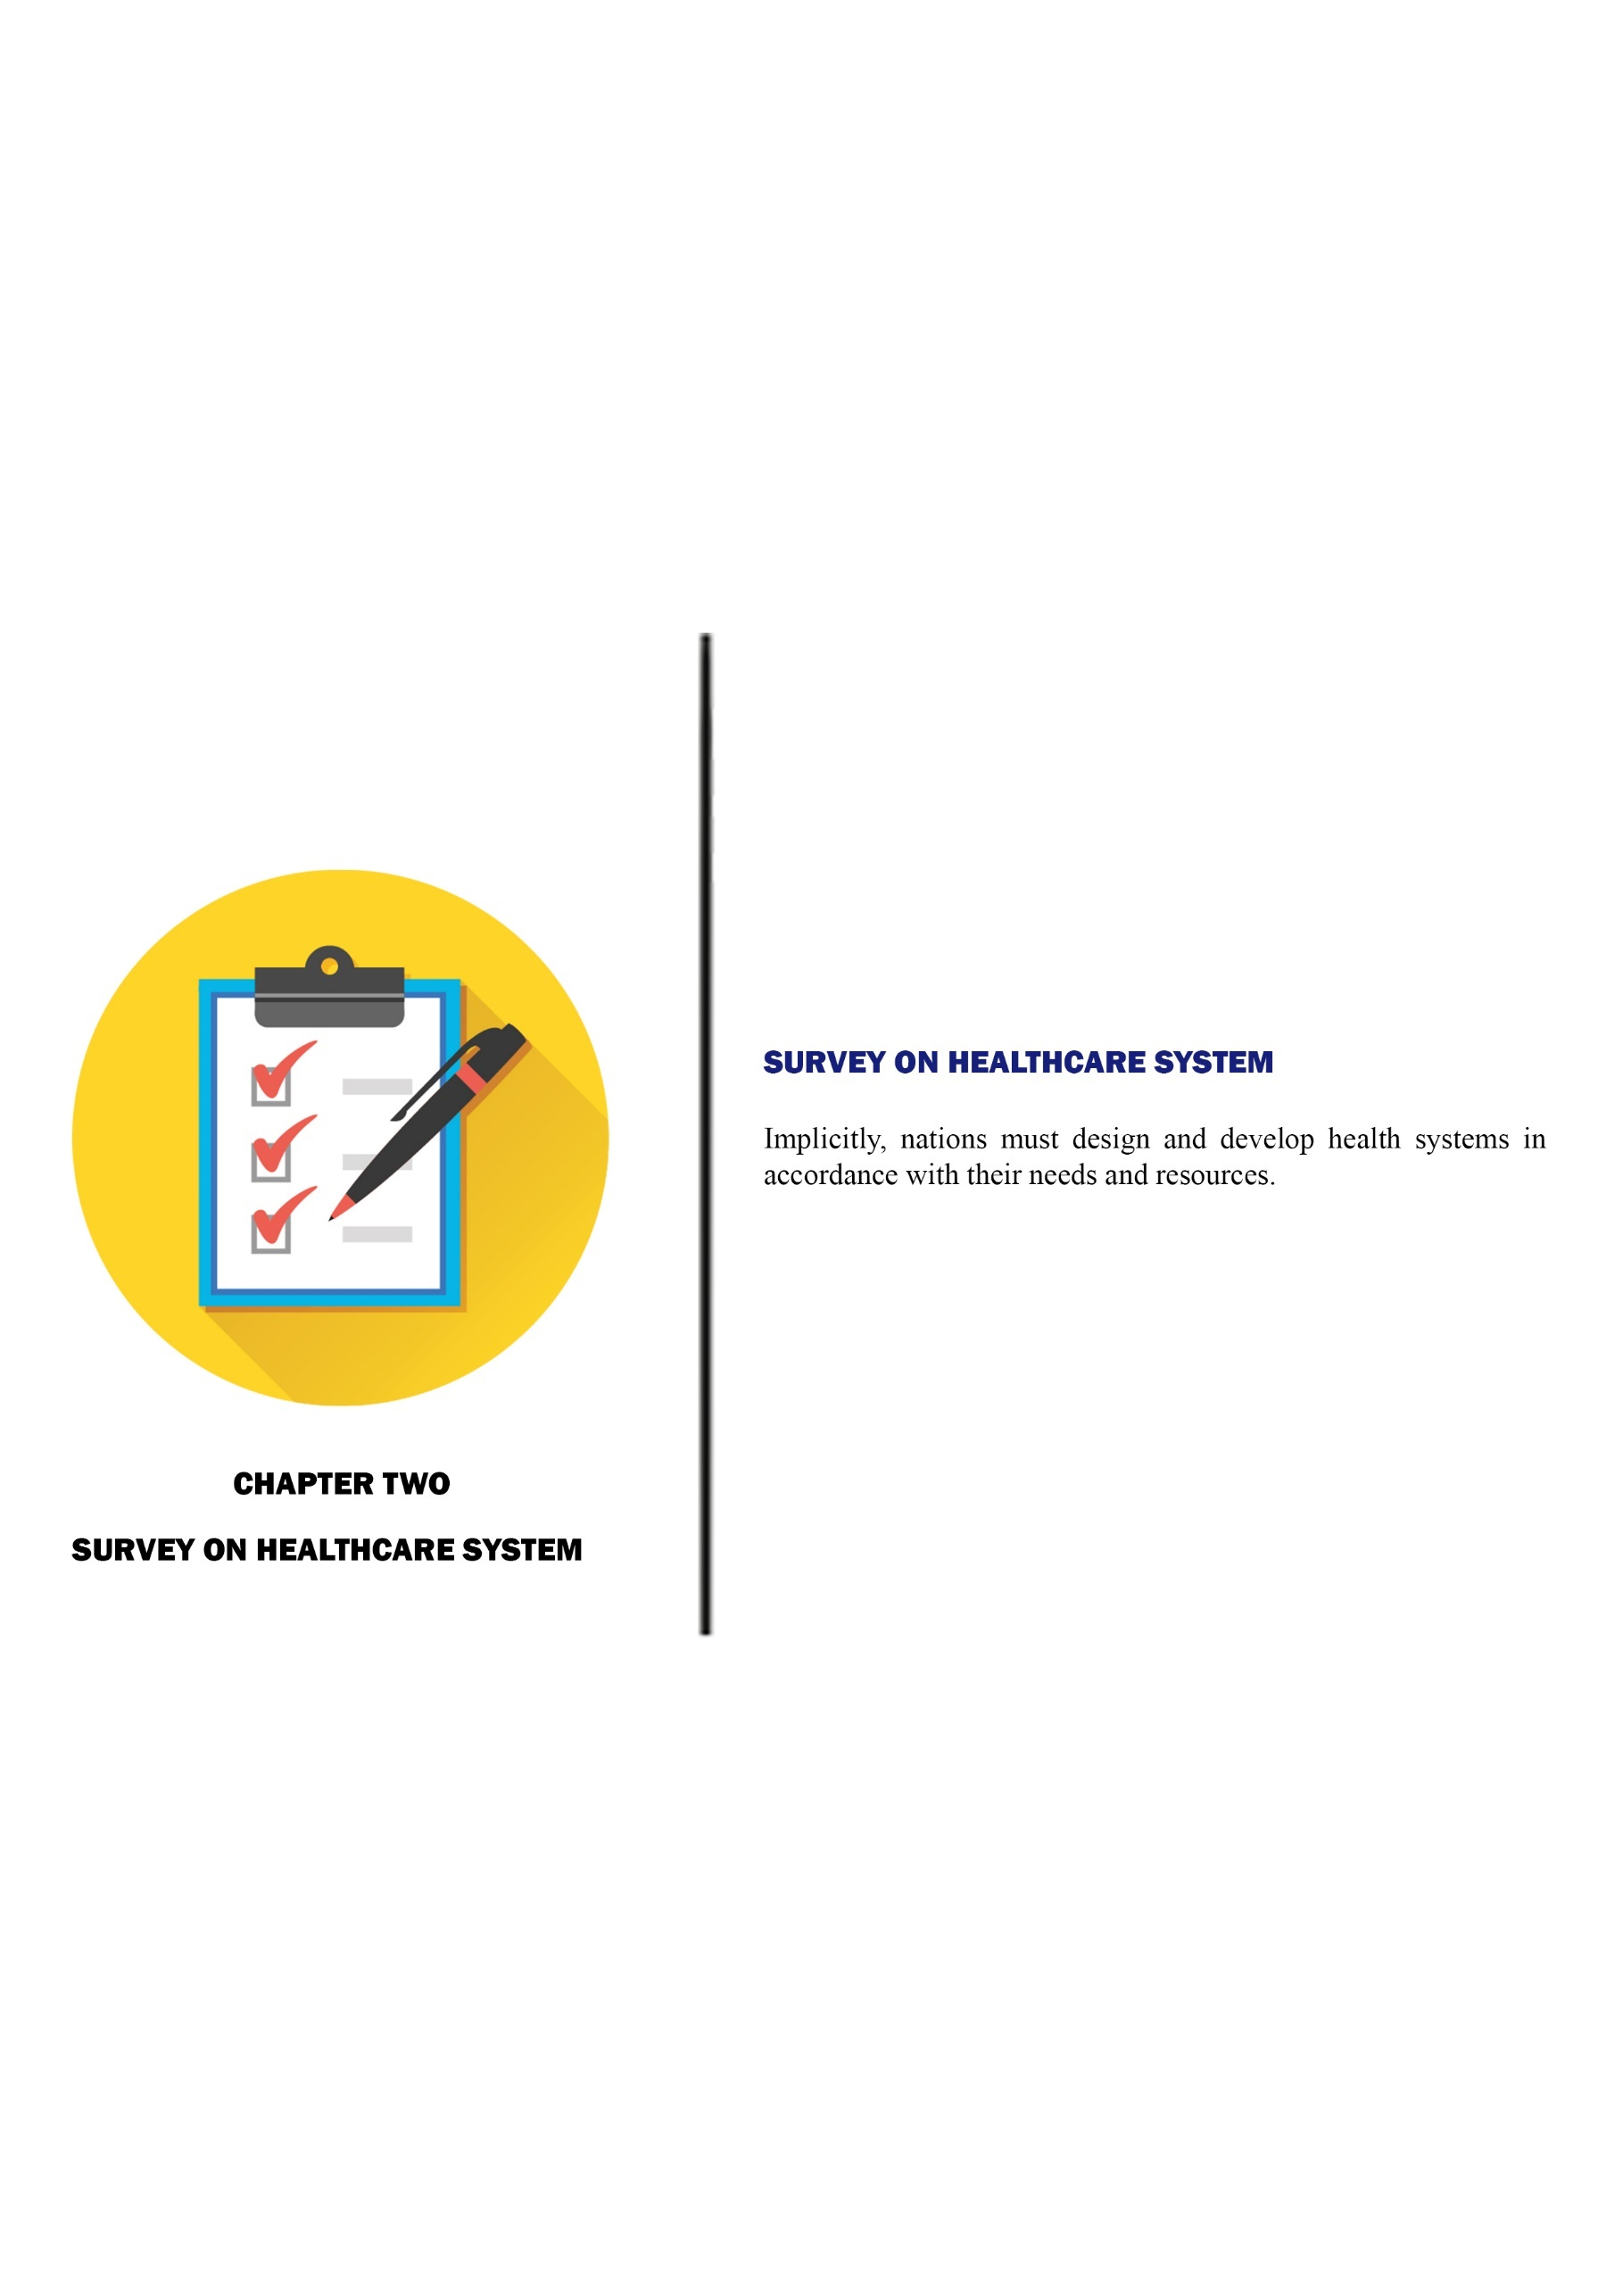 CHAPTER TWO
SURVEY ON HEALTHCARE SYSTEM
SURVEY ON HEALTHCARE SYSTEM
Implicitly, nations must design and develop health systems in
accordance with their needs and resources.